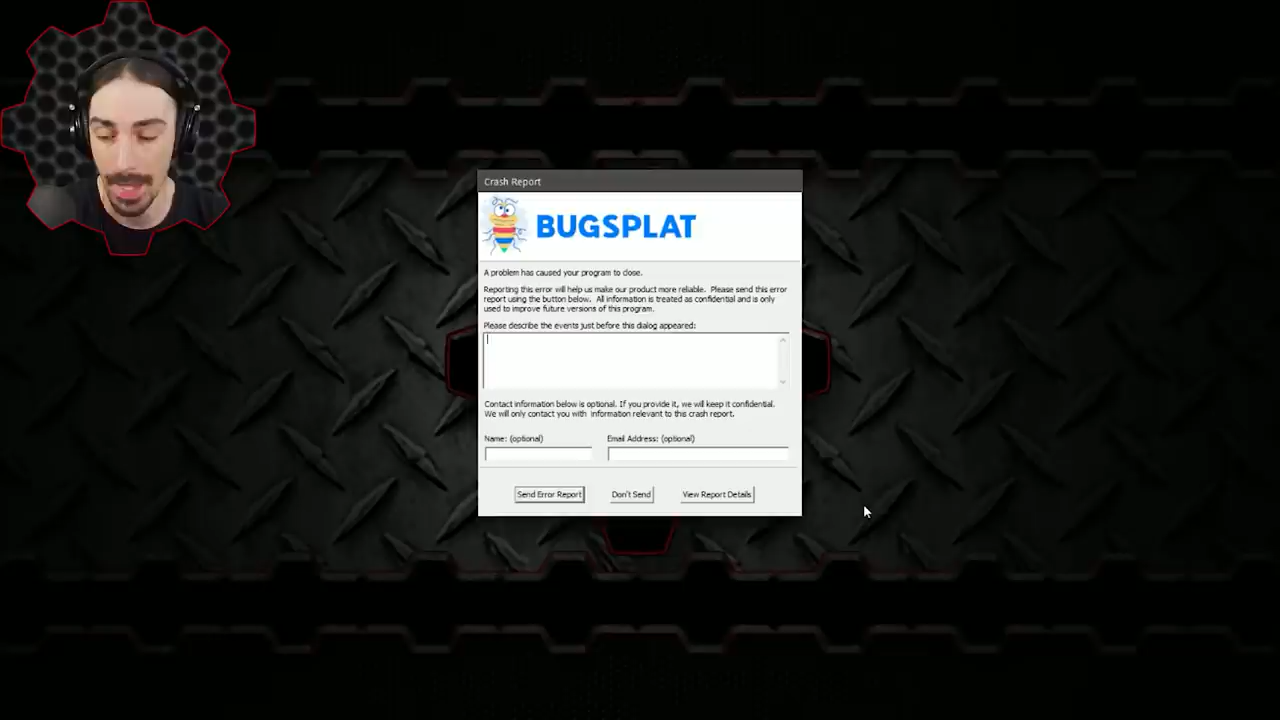 Crash Report
BUGSPLAT
A problem has caused your program to close.
Reporting this error will help us make our product more reliable. Please send this error
report using the button below. All information is treated as confidential and is only
used to improve future versions of this program.
Please describe the events just before this dialog appeared:
Contact information below is optional. If you provide it, we will keep it confidential.
We will only contact you with information relevant to this crash report.
Name: (optional) Email Address: (optional)
Send Error Report Don't Send View Report Details